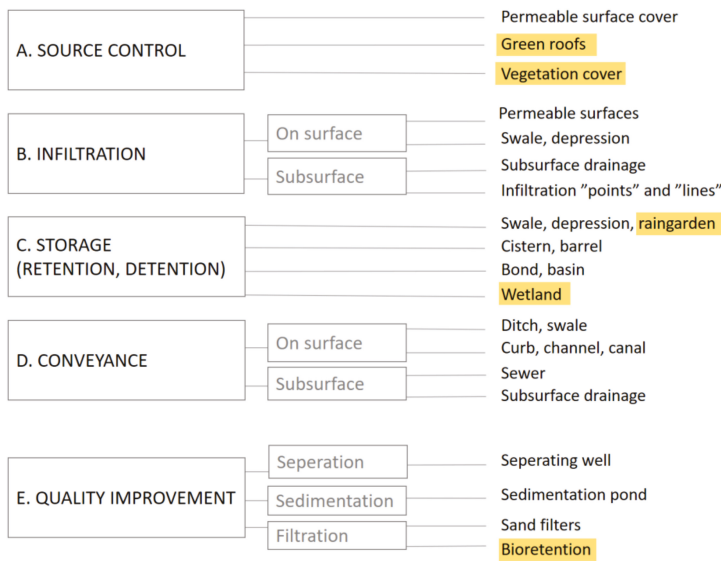 A. SOURCE CONTROL
Permeable surface cover
Green roofs
Vegetation cover
B. INFILTRATION
On surface
Permeable surfaces
Swale, depression
Subsurface
Subsurface drainage
Infiltration ”points” and ”lines”
C. STORAGE
(RETENTION, DETENTION)
Swale, depression, raingarden
Cistern, barrel
Bond, basin
Wetland
D. CONVEYANCE
On surface
Ditch, swale
Curb, channel, canal
Subsurface
Sewer
Subsurface drainage
E. QUALITY IMPROVEMENT
Seperation
Seperating well
Sedimentation
Sedimentation pond
Filtration
Sand filters
Bioretention